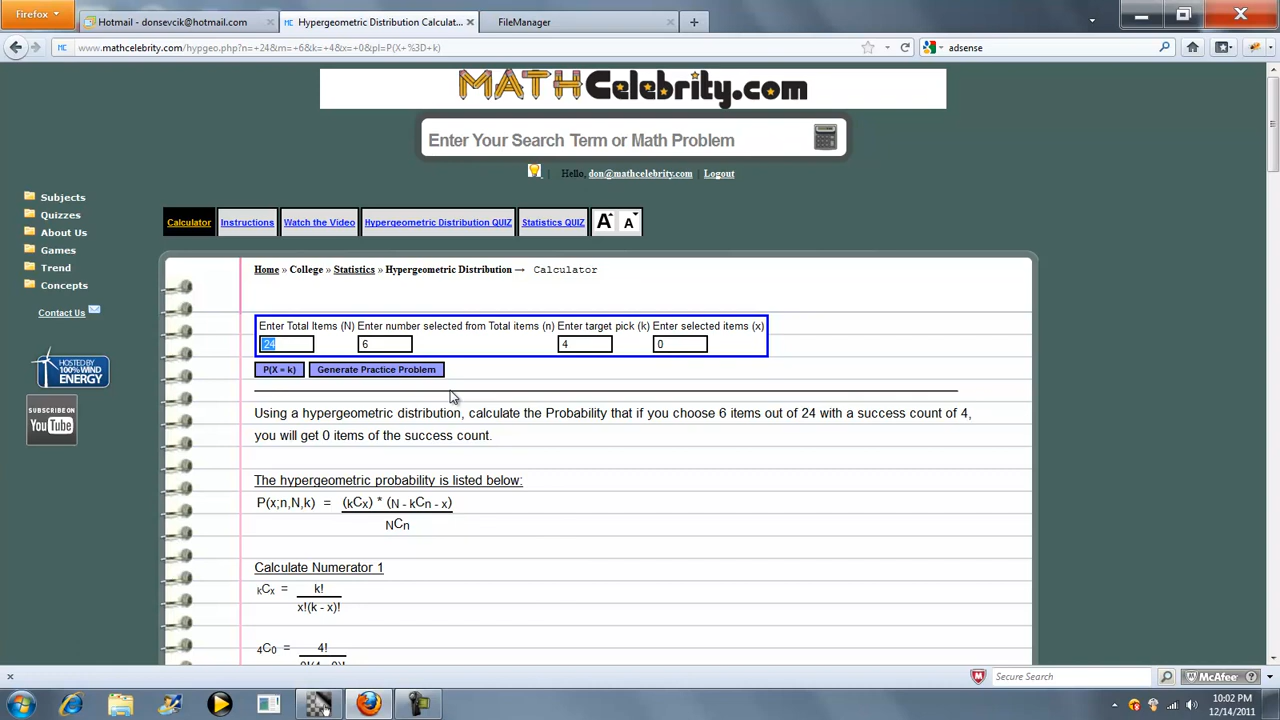 Firefox
Hotmail - donsevcik@hotmail.com
Hypergeometric Distribution Calculat...
FileManager
www.mathcelebrity.com/hypgeo.php?n=+24&m=+6&k=+4&x=+0&pl=P(X+%3D+k)
adsense
MATHCelebrity.com
Enter Your Search Term or Math Problem
| Hello, don@mathcelebrity.com | Logout
Subjects
Quizzes
About Us
Games
Trend
Concepts
Contact Us
HOSTED BY
100% WIND
ENERGY
SUBSCRIBE ON
YouTube
Calculator
Instructions
Watch the Video
Hypergeometric Distribution QUIZ
Statistics QUIZ
A A
Home » College » Statistics » Hypergeometric Distribution → Calculator
Enter Total Items (N) Enter number selected from Total items (n) Enter target pick (k) Enter selected items (x)
24 6 4 0
P(X = k) Generate Practice Problem
Using a hypergeometric distribution, calculate the Probability that if you choose 6 items out of 24 with a success count of 4,
you will get 0 items of the success count.
The hypergeometric probability is listed below:
P(x;n,N,k) = (kCx) * (N - kCn - x)
NCn
Calculate Numerator 1
kCx = k!
x!(k - x)!
4C0 = 4!
0!(4 - 0)!
Secure Search
McAfee
10:02 PM
12/14/2011